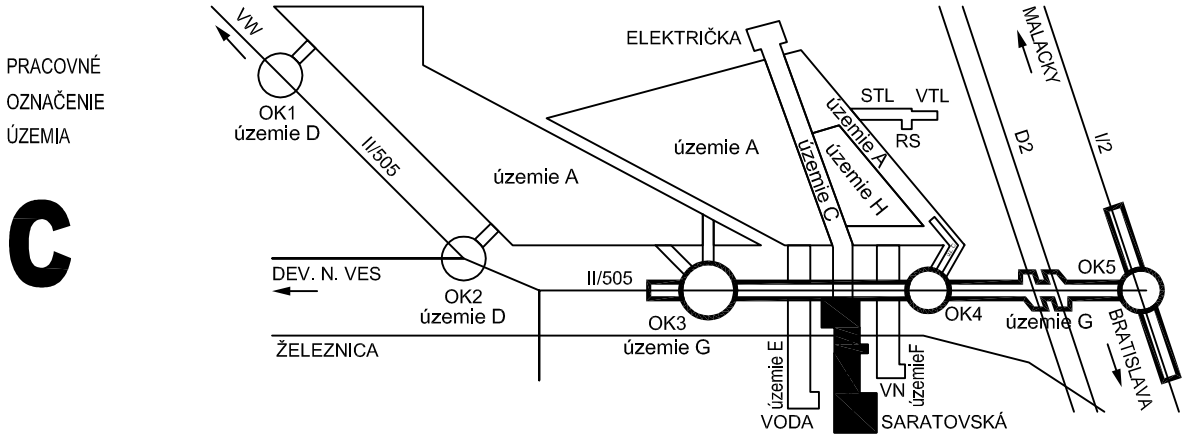 PRACOVNÉ
OZNAČENIE
ÚZEMIA
C
VW
OK1
územie D
II/505
územie A
DEV. N. VES
OK2
územie D
ŽELEZNICA
ELEKTRIČKA
územie A
územie C
územie A
územie H
STL
VTL
RS
MALACKY
D2
I/2
II/505
OK3
územie G
územie E
VODA
SARATOVSKÁ
VN
územieF
OK4
územie G
OK5
BRATISLAVA